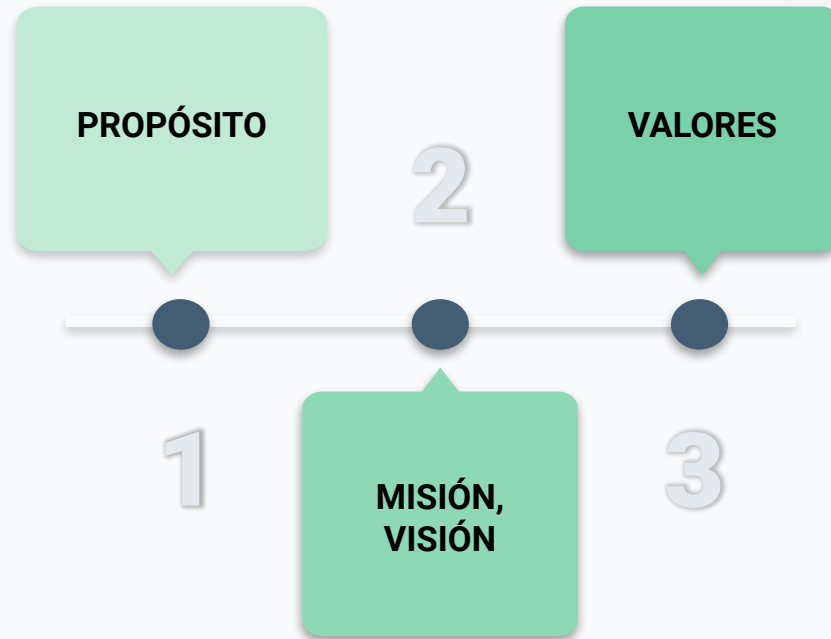 PROPÓSITO
VALORES
2
1
3
MISIÓN,
VISIÓN